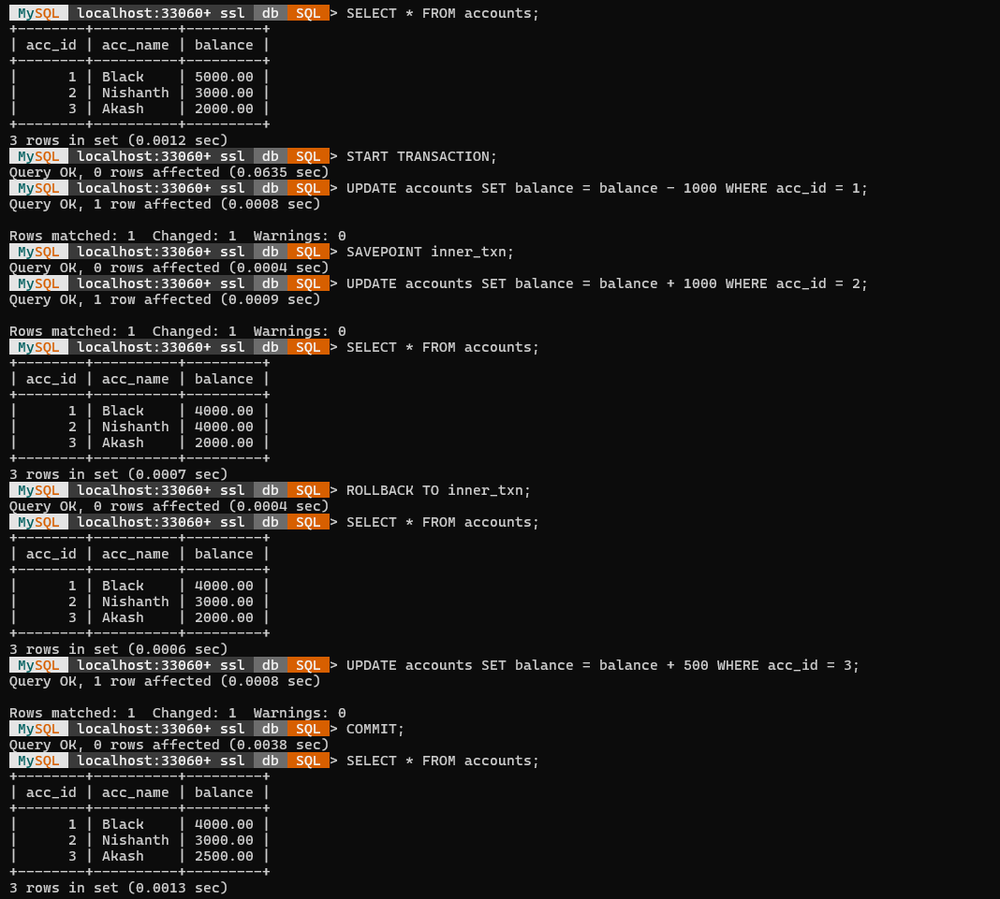 MySQL localhost:33060+ ssl db SQL > SELECT * FROM accounts;
+--------+----------+---------+
| acc_id | acc_name | balance |
+--------+----------+---------+
|      1 | Black    | 5000.00 |
|      2 | Nishanth | 3000.00 |
|      3 | Akash    | 2000.00 |
+--------+----------+---------+
3 rows in set (0.0012 sec)
MySQL localhost:33060+ ssl db SQL > START TRANSACTION;
Query OK, 0 rows affected (0.0635 sec)
MySQL localhost:33060+ ssl db SQL > UPDATE accounts SET balance = balance - 1000 WHERE acc_id = 1;
Query OK, 1 row affected (0.0008 sec)

Rows matched: 1  Changed: 1  Warnings: 0
MySQL localhost:33060+ ssl db SQL > SAVEPOINT inner_txn;
Query OK, 0 rows affected (0.0004 sec)
MySQL localhost:33060+ ssl db SQL > UPDATE accounts SET balance = balance + 1000 WHERE acc_id = 2;
Query OK, 1 row affected (0.0009 sec)

Rows matched: 1  Changed: 1  Warnings: 0
MySQL localhost:33060+ ssl db SQL > SELECT * FROM accounts;
+--------+----------+---------+
| acc_id | acc_name | balance |
+--------+----------+---------+
|      1 | Black    | 4000.00 |
|      2 | Nishanth | 4000.00 |
|      3 | Akash    | 2000.00 |
+--------+----------+---------+
3 rows in set (0.0007 sec)
MySQL localhost:33060+ ssl db SQL > ROLLBACK TO inner_txn;
Query OK, 0 rows affected (0.0004 sec)
MySQL localhost:33060+ ssl db SQL > SELECT * FROM accounts;
+--------+----------+---------+
| acc_id | acc_name | balance |
+--------+----------+---------+
|      1 | Black    | 4000.00 |
|      2 | Nishanth | 3000.00 |
|      3 | Akash    | 2000.00 |
+--------+----------+---------+
3 rows in set (0.0006 sec)
MySQL localhost:33060+ ssl db SQL > UPDATE accounts SET balance = balance + 500 WHERE acc_id = 3;
Query OK, 1 row affected (0.0008 sec)

Rows matched: 1  Changed: 1  Warnings: 0
MySQL localhost:33060+ ssl db SQL > COMMIT;
Query OK, 0 rows affected (0.0038 sec)
MySQL localhost:33060+ ssl db SQL > SELECT * FROM accounts;
+--------+----------+---------+
| acc_id | acc_name | balance |
+--------+----------+---------+
|      1 | Black    | 4000.00 |
|      2 | Nishanth | 3000.00 |
|      3 | Akash    | 2500.00 |
+--------+----------+---------+
3 rows in set (0.0013 sec)